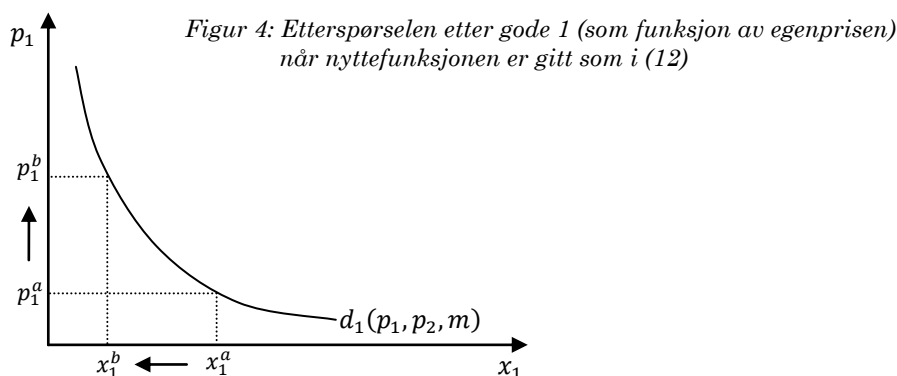 p₁
Figur 4: Etterspørselen etter gode 1 (som funksjon av egenprisen)
når nyttefunksjonen er gitt som i (12)
p₁ᵇ
p₁ᵃ
d₁(p₁, p₂, m)
x₁ᵇ
x₁ᵃ
x₁